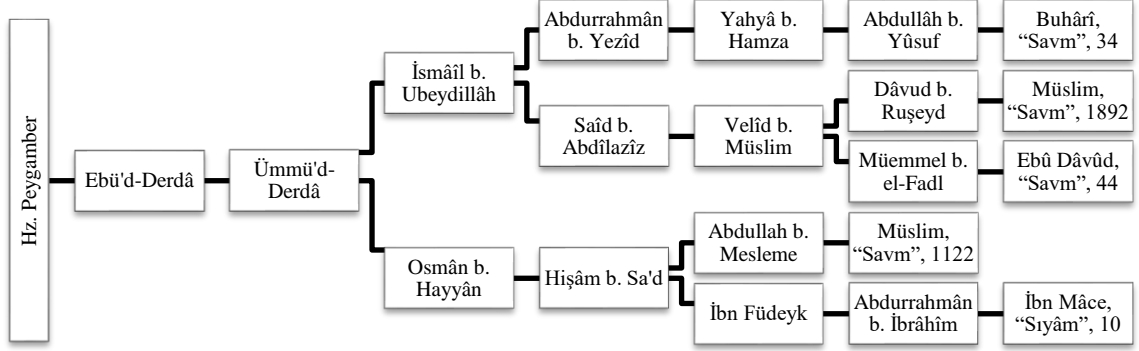 Hz. Peygamber
Ebü'd-Derdâ
Ümmü'd-
Derdâ
İsmâîl b.
Ubeydillâh
Abdurrahmân
b. Yezîd
Yahyâ b.
Hamza
Abdullâh b.
Yûsuf
Buhârî,
“Savm”, 34
Saîd b.
Abdîlazîz
Velîd b.
Müslim
Dâvud b.
Ruşeyd
Müslim,
“Savm”, 1892
Müemmel b.
el-Fadl
Ebû Dâvûd,
“Savm”, 44
Osmân b.
Hayyân
Hişâm b. Sa'd
Abdullah b.
Mesleme
Müslim,
“Savm”, 1122
İbn Füdeyk
Abdurrahmân
b. İbrâhîm
İbn Mâce,
“Sıyâm”, 10